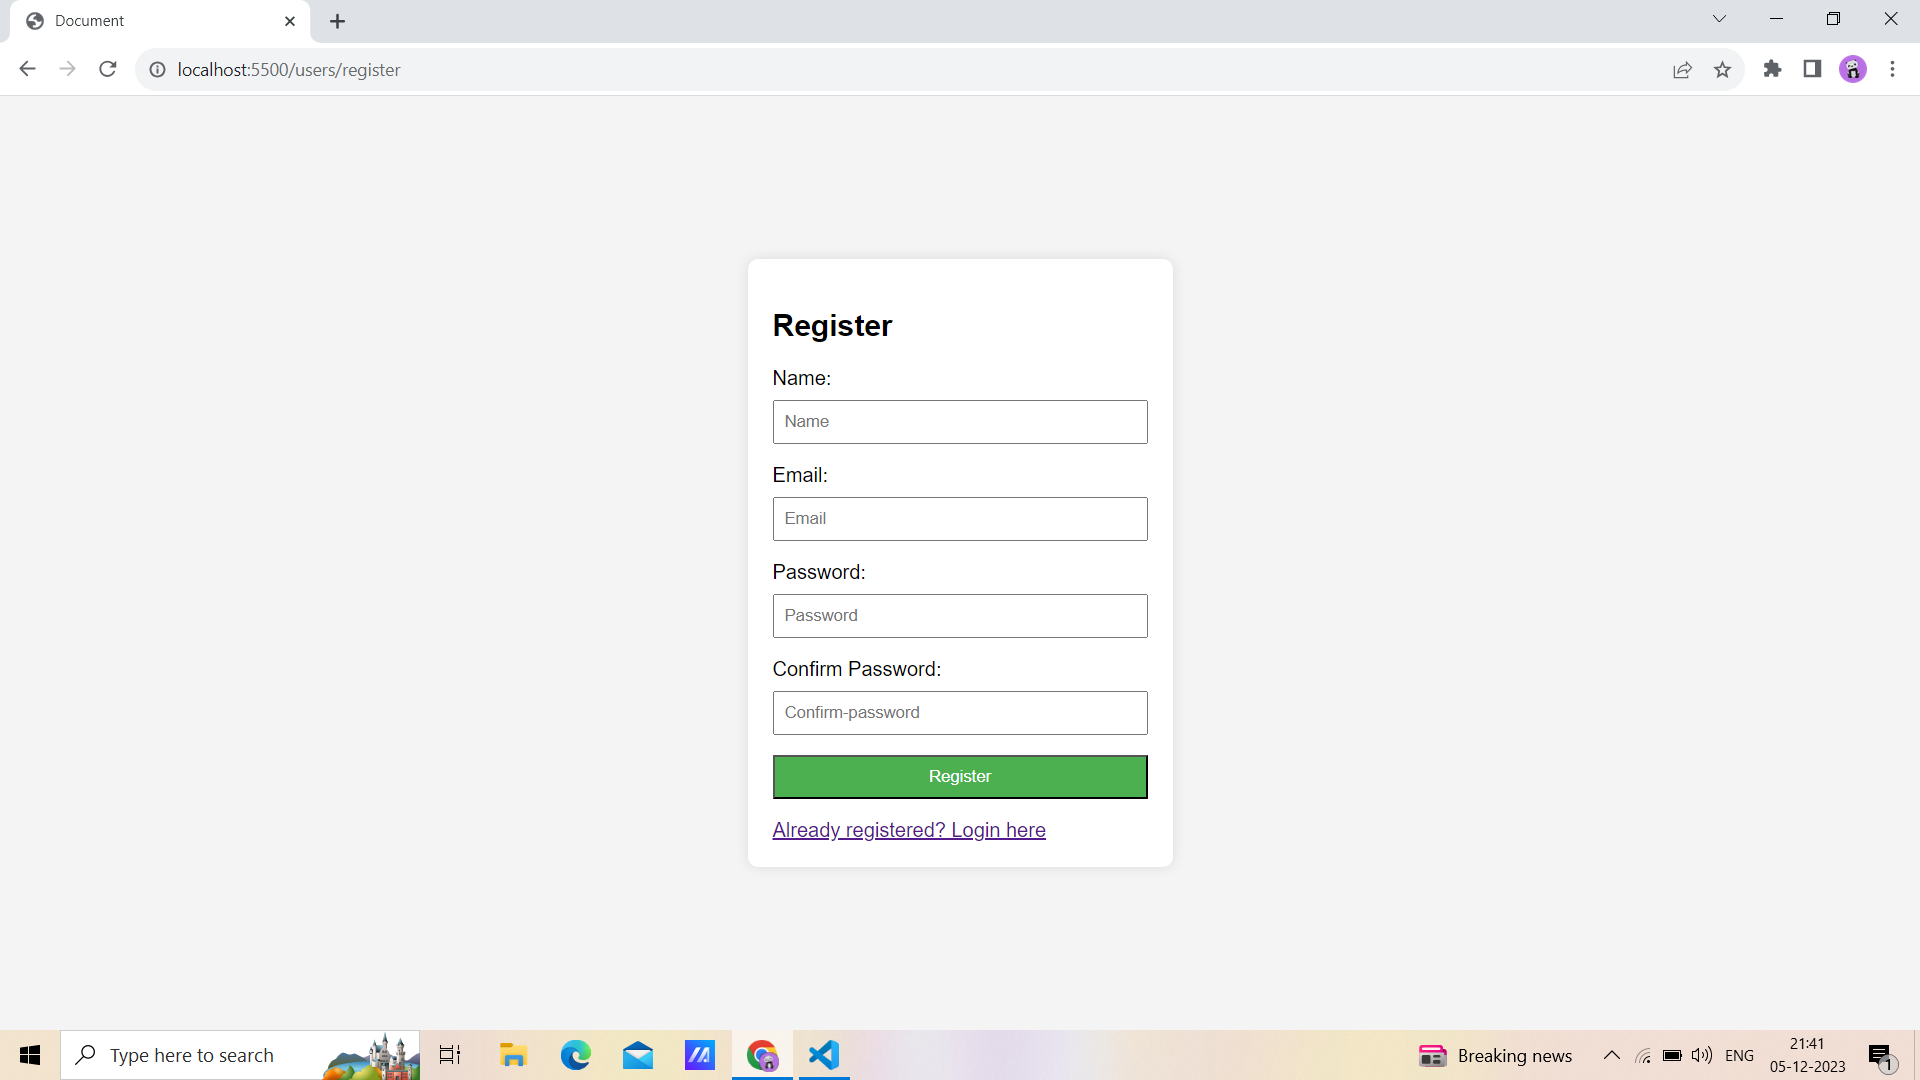 Document
localhost:5500/users/register
Register
Name:
Name
Email:
Email
Password:
Password
Confirm Password:
Confirm-password
Register
Already registered? Login here
Type here to search
Breaking news
ENG
21:41
05-12-2023
1